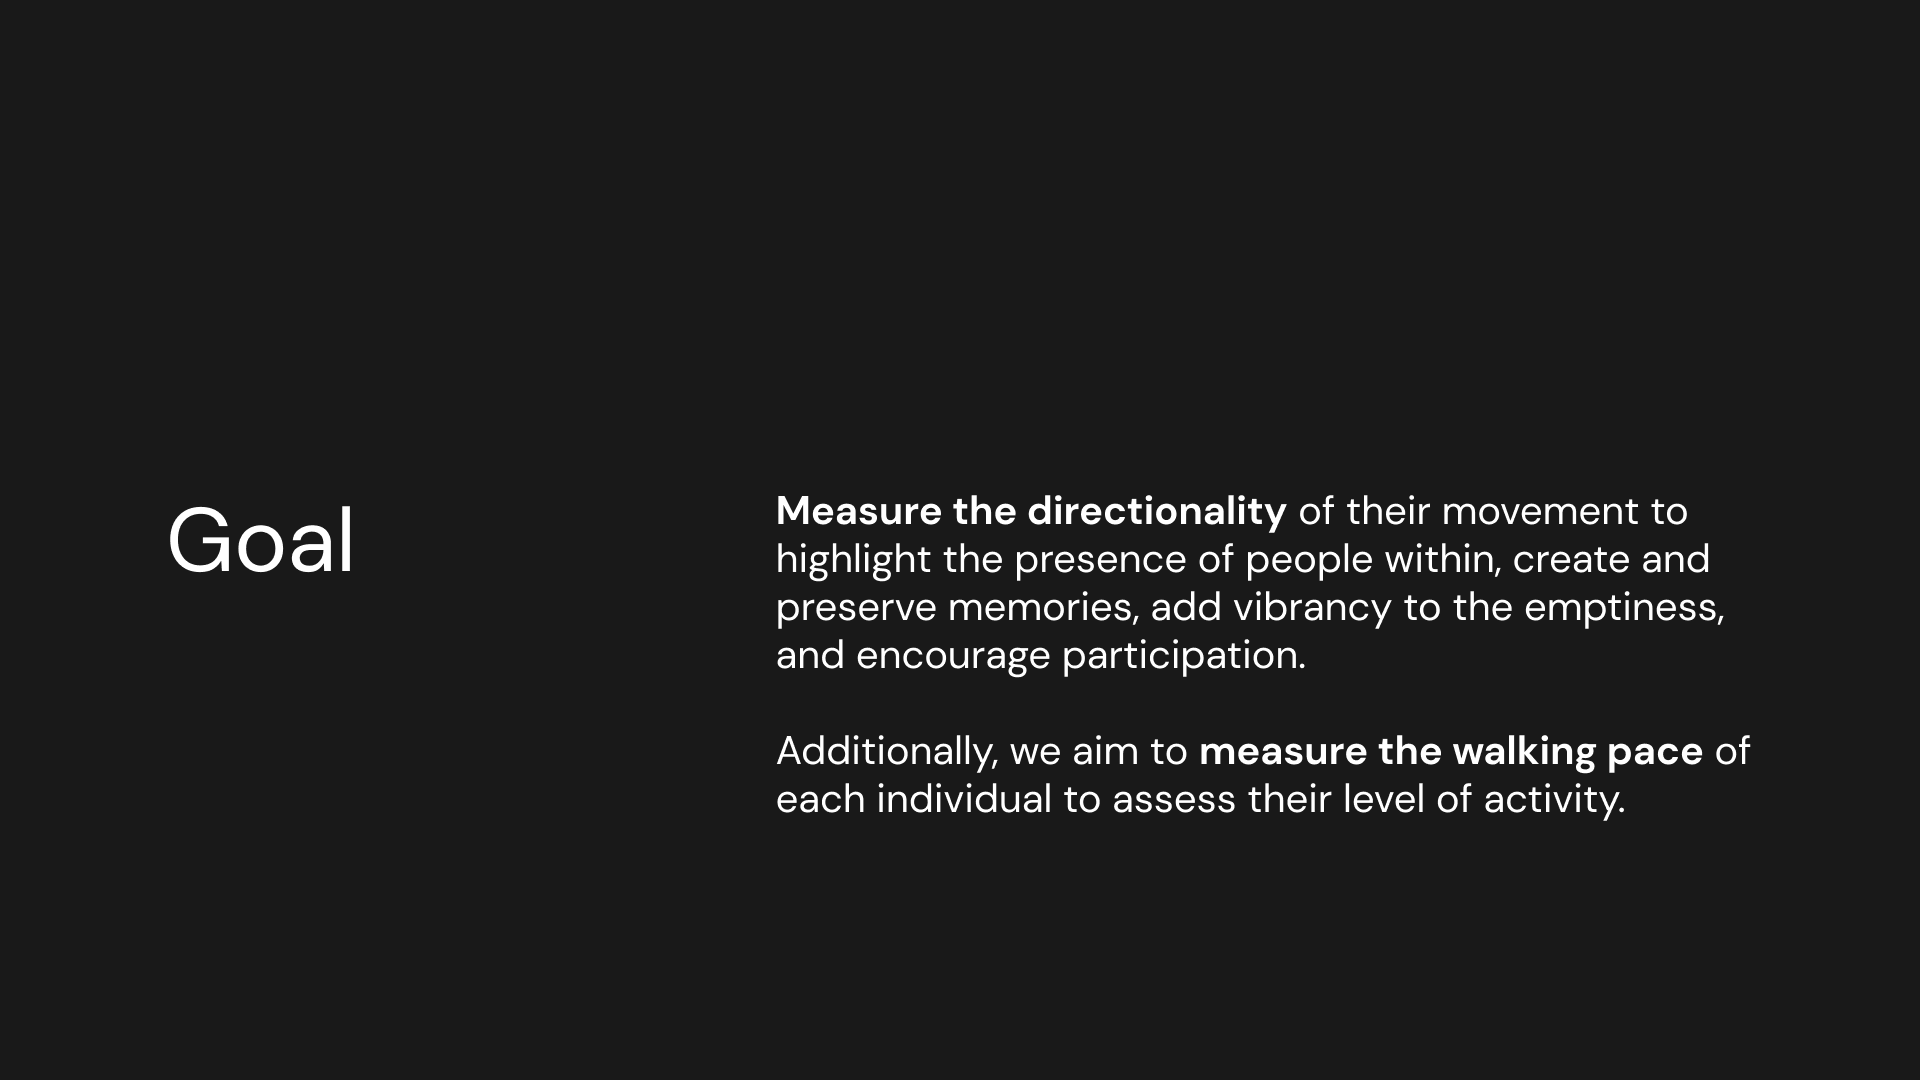 Goal
Measure the directionality of their movement to
highlight the presence of people within, create and
preserve memories, add vibrancy to the emptiness,
and encourage participation.
Additionally, we aim to measure the walking pace of
each individual to assess their level of activity.